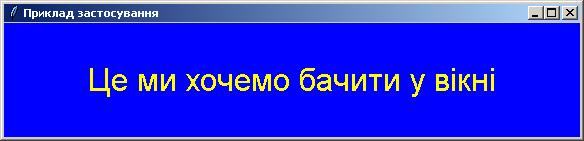 Приклад застосування
Це ми хочемо бачити у вікні